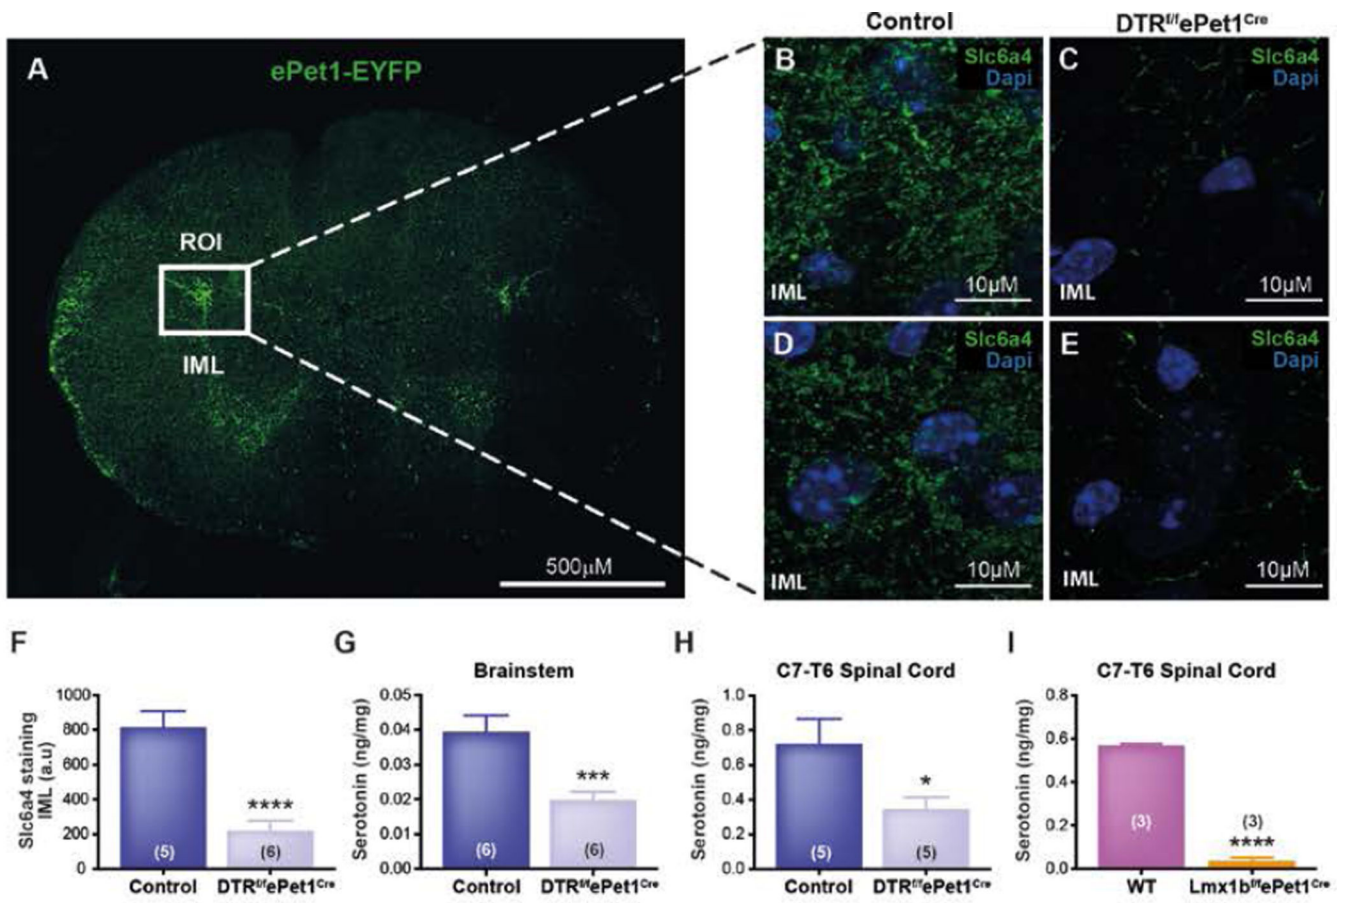 Control
DTRf/fePet1Cre
A
ePet1-EYFP
ROI
IML
500µM
B
Slc6a4
Dapi
IML
10µM
C
Slc6a4
Dapi
IML
10µM
D
Slc6a4
Dapi
IML
10µM
E
Slc6a4
Dapi
IML
10µM
F
Slc6a4 staining
IML (a.u)
1000
800
600
400
200
0
****
(5)
(6)
Control
DTRf/fePet1Cre
G
Brainstem
Serotonin (ng/mg)
0.05
0.04
0.03
0.02
0.01
0.00
***
(6)
(6)
Control
DTRf/fePet1Cre
H
C7-T6 Spinal Cord
Serotonin (ng/mg)
1.0
0.8
0.6
0.4
0.2
0.0
*
(5)
(5)
Control
DTRf/fePet1Cre
I
C7-T6 Spinal Cord
Serotonin (ng/mg)
0.8
0.6
0.4
0.2
0.0
(3)
(3)
****
WT
Lmx1bf/fePet1Cre